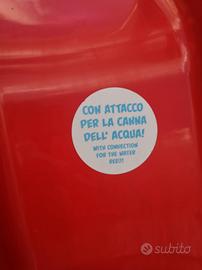 CON ATTACCO
PER LA CANNA
DELL' ACQUA!
WITH CONNECTION
FOR THE WATER
REED!
subito